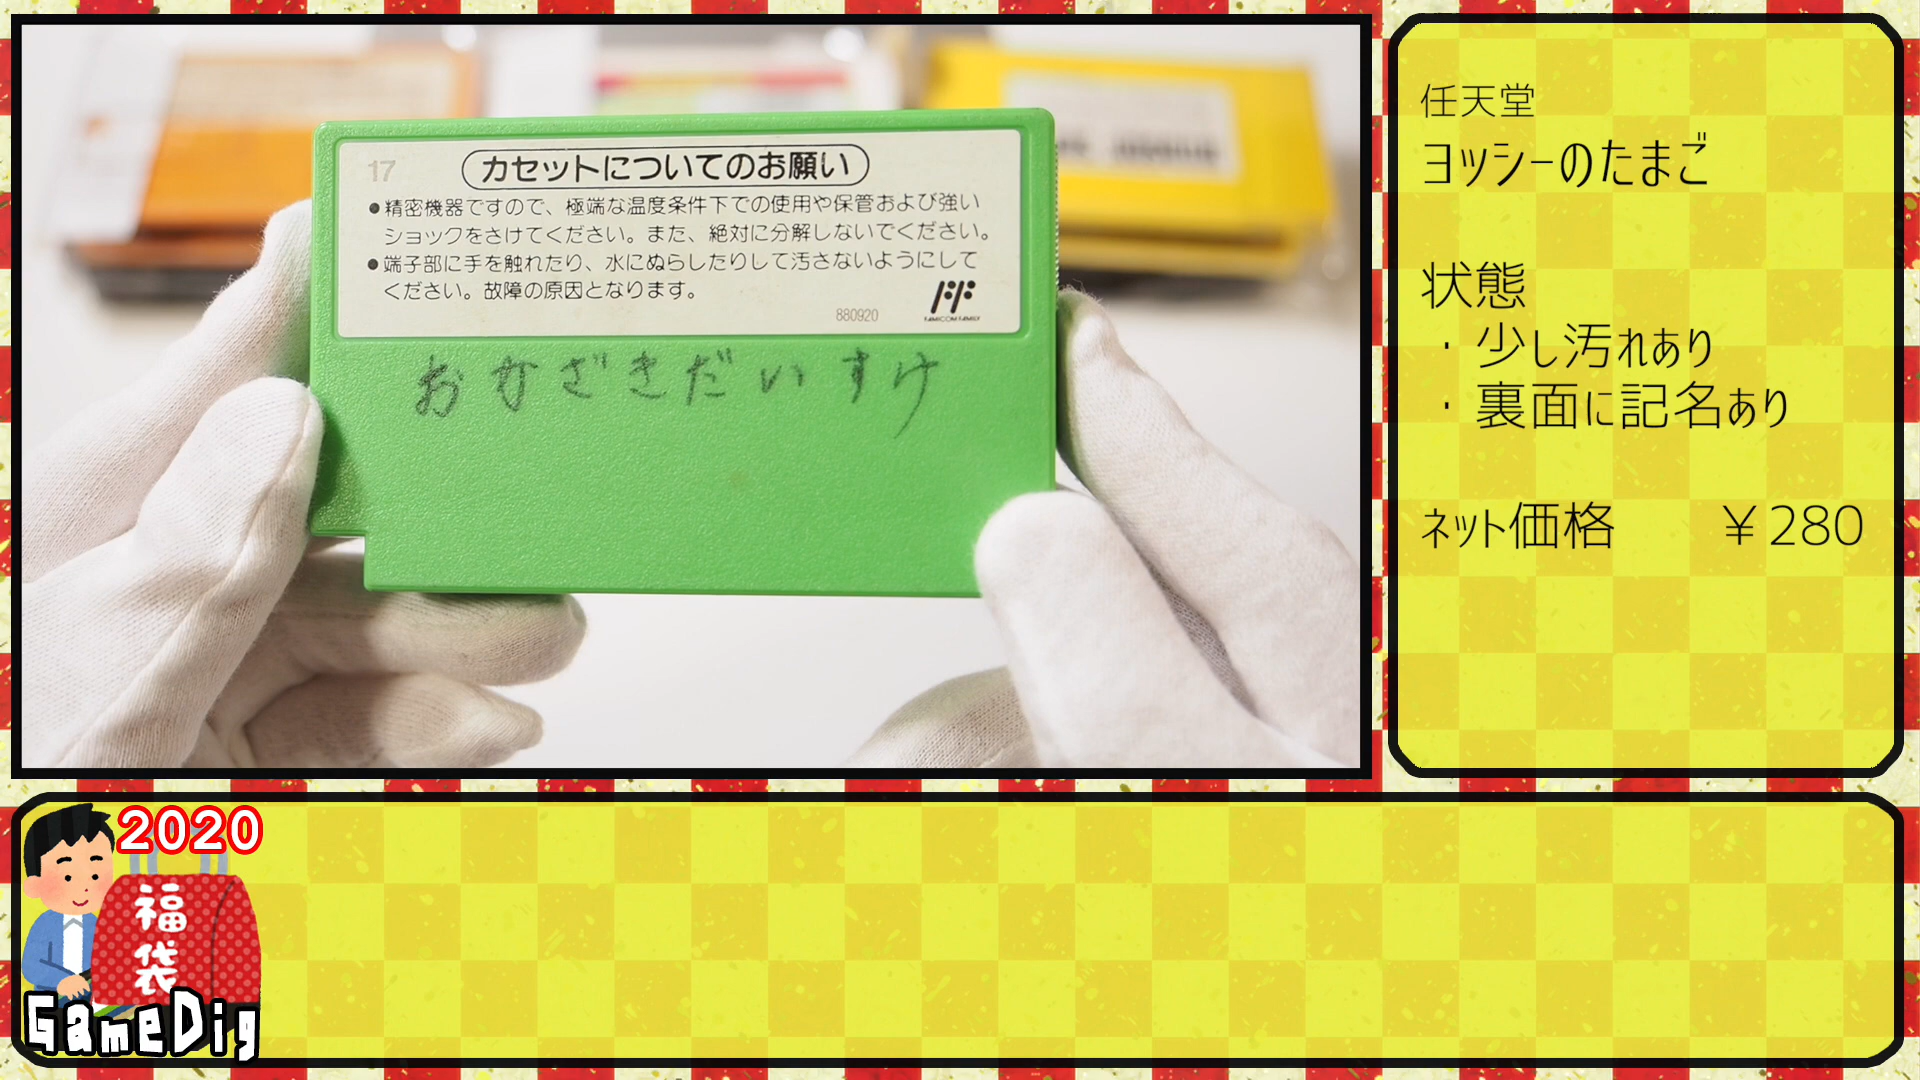 17
カセットについてのお願い
●精密機器ですので、極端な温度条件下での使用や保管および強い
ショックをさけてください。また、絶対に分解しないでください。
●端子部に手を触れたり、水にぬらしたりして汚さないようにして
ください。故障の原因となります。
880920
FAMICOM FAMILY
おかざきだいすけ
任天堂
ヨッシーのたまご
状態
・少し汚れあり
・裏面に記名あり
ネット価格 ￥280
2020
福袋
GameDig